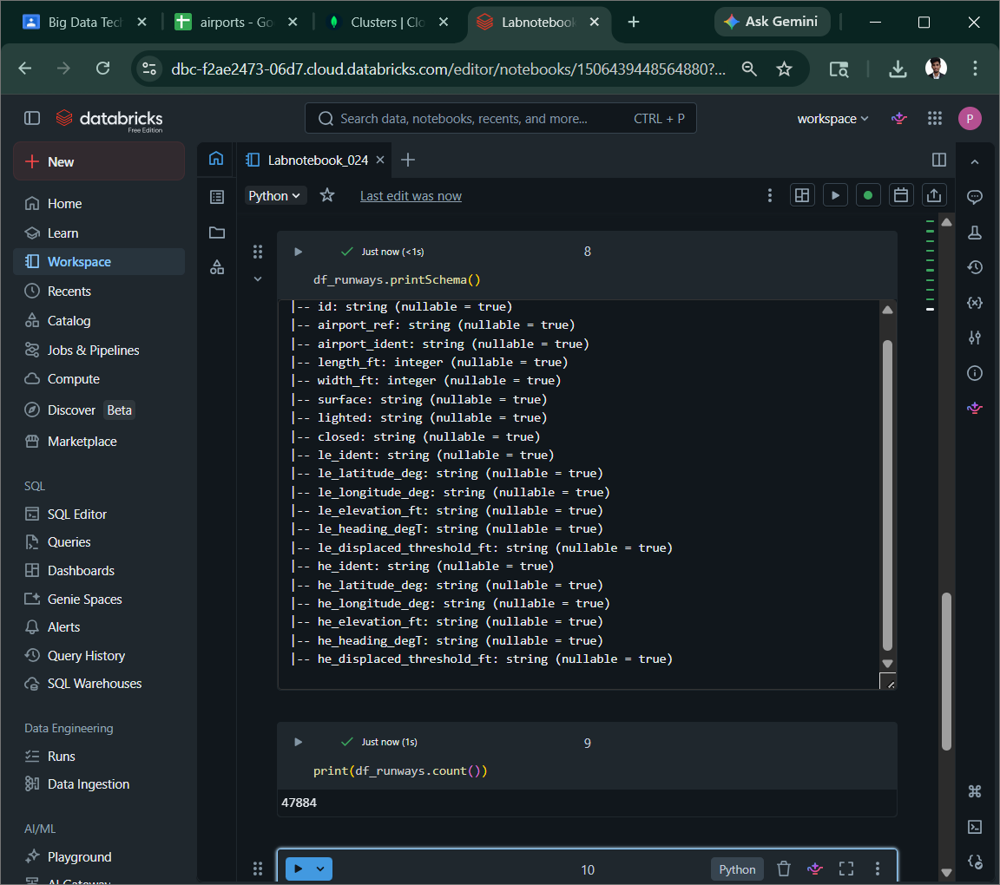 Big Data Tech
airports - Go
Clusters | Clo
Labnotebook
Ask Gemini
dbc-f2ae2473-06d7.cloud.databricks.com/editor/notebooks/1506439448564880?...
databricks
Free Edition
Search data, notebooks, recents, and more...
CTRL + P
workspace
P
New
Home
Learn
Workspace
Recents
Catalog
Jobs & Pipelines
Compute
Discover Beta
Marketplace
SQL
SQL Editor
Queries
Dashboards
Genie Spaces
Alerts
Query History
SQL Warehouses
Data Engineering
Runs
Data Ingestion
AI/ML
Playground
AI Gateway
Labnotebook_024
Python
Last edit was now
Just now (<1s)
8
df_runways.printSchema()
|-- id: string (nullable = true)
|-- airport_ref: string (nullable = true)
|-- airport_ident: string (nullable = true)
|-- length_ft: integer (nullable = true)
|-- width_ft: integer (nullable = true)
|-- surface: string (nullable = true)
|-- lighted: string (nullable = true)
|-- closed: string (nullable = true)
|-- le_ident: string (nullable = true)
|-- le_latitude_deg: string (nullable = true)
|-- le_longitude_deg: string (nullable = true)
|-- le_elevation_ft: string (nullable = true)
|-- le_heading_degT: string (nullable = true)
|-- le_displaced_threshold_ft: string (nullable = true)
|-- he_ident: string (nullable = true)
|-- he_latitude_deg: string (nullable = true)
|-- he_longitude_deg: string (nullable = true)
|-- he_elevation_ft: string (nullable = true)
|-- he_heading_degT: string (nullable = true)
|-- he_displaced_threshold_ft: string (nullable = true)
Just now (1s)
9
print(df_runways.count())
47884
10
Python